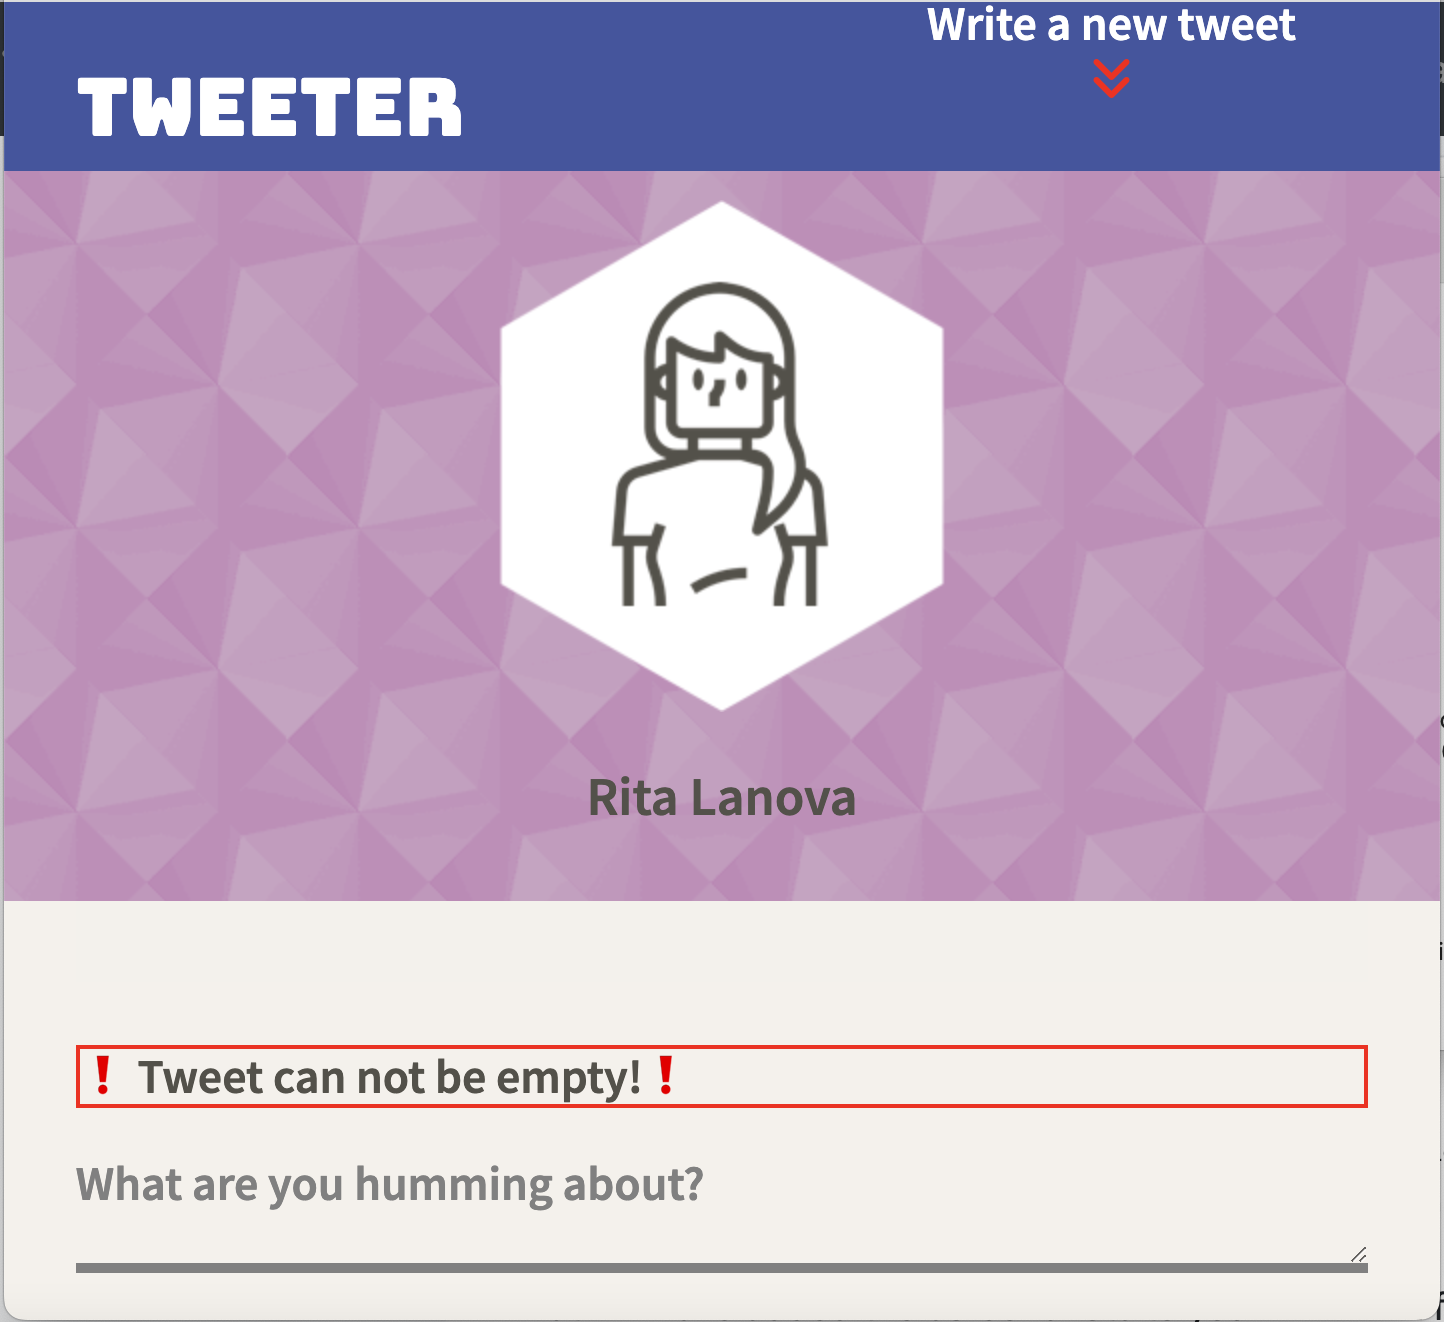 Write a new tweet
TWEETER
Rita Lanova
❗ Tweet can not be empty! ❗
What are you humming about?